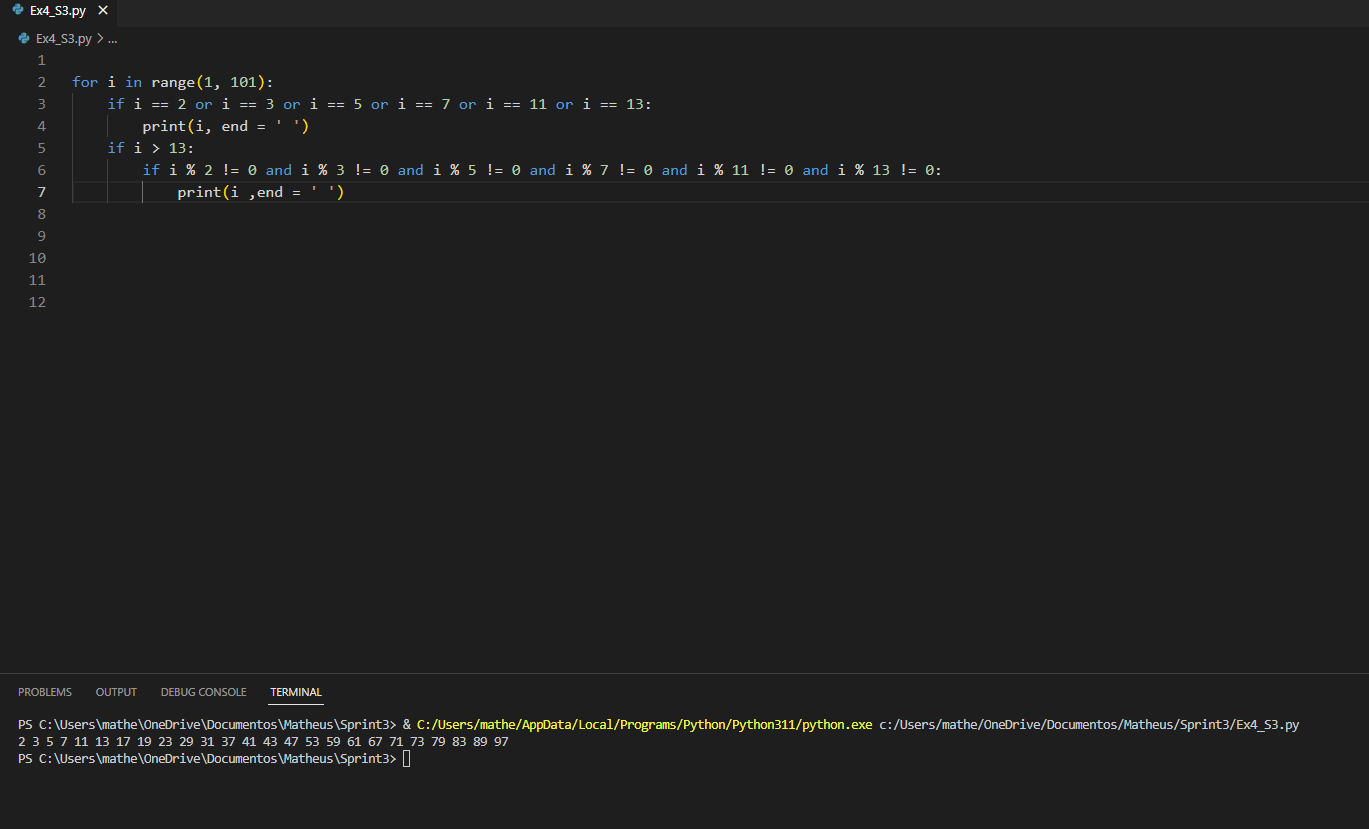 Ex4_S3.py ✕
Ex4_S3.py > ...
1
2 for i in range(1, 101):
3     if i == 2 or i == 3 or i == 5 or i == 7 or i == 11 or i == 13:
4         print(i, end = ' ')
5     if i > 13:
6         if i % 2 != 0 and i % 3 != 0 and i % 5 != 0 and i % 7 != 0 and i % 11 != 0 and i % 13 != 0:
7             print(i ,end = ' ')
8
9
10
11
12
PROBLEMS OUTPUT DEBUG CONSOLE TERMINAL
PS C:\Users\mathe\OneDrive\Documentos\Matheus\Sprint3> & C:/Users/mathe/AppData/Local/Programs/Python/Python311/python.exe c:/Users/mathe/OneDrive/Documentos/Matheus/Sprint3/Ex4_S3.py
2 3 5 7 11 13 17 19 23 29 31 37 41 43 47 53 59 61 67 71 73 79 83 89 97
PS C:\Users\mathe\OneDrive\Documentos\Matheus\Sprint3>